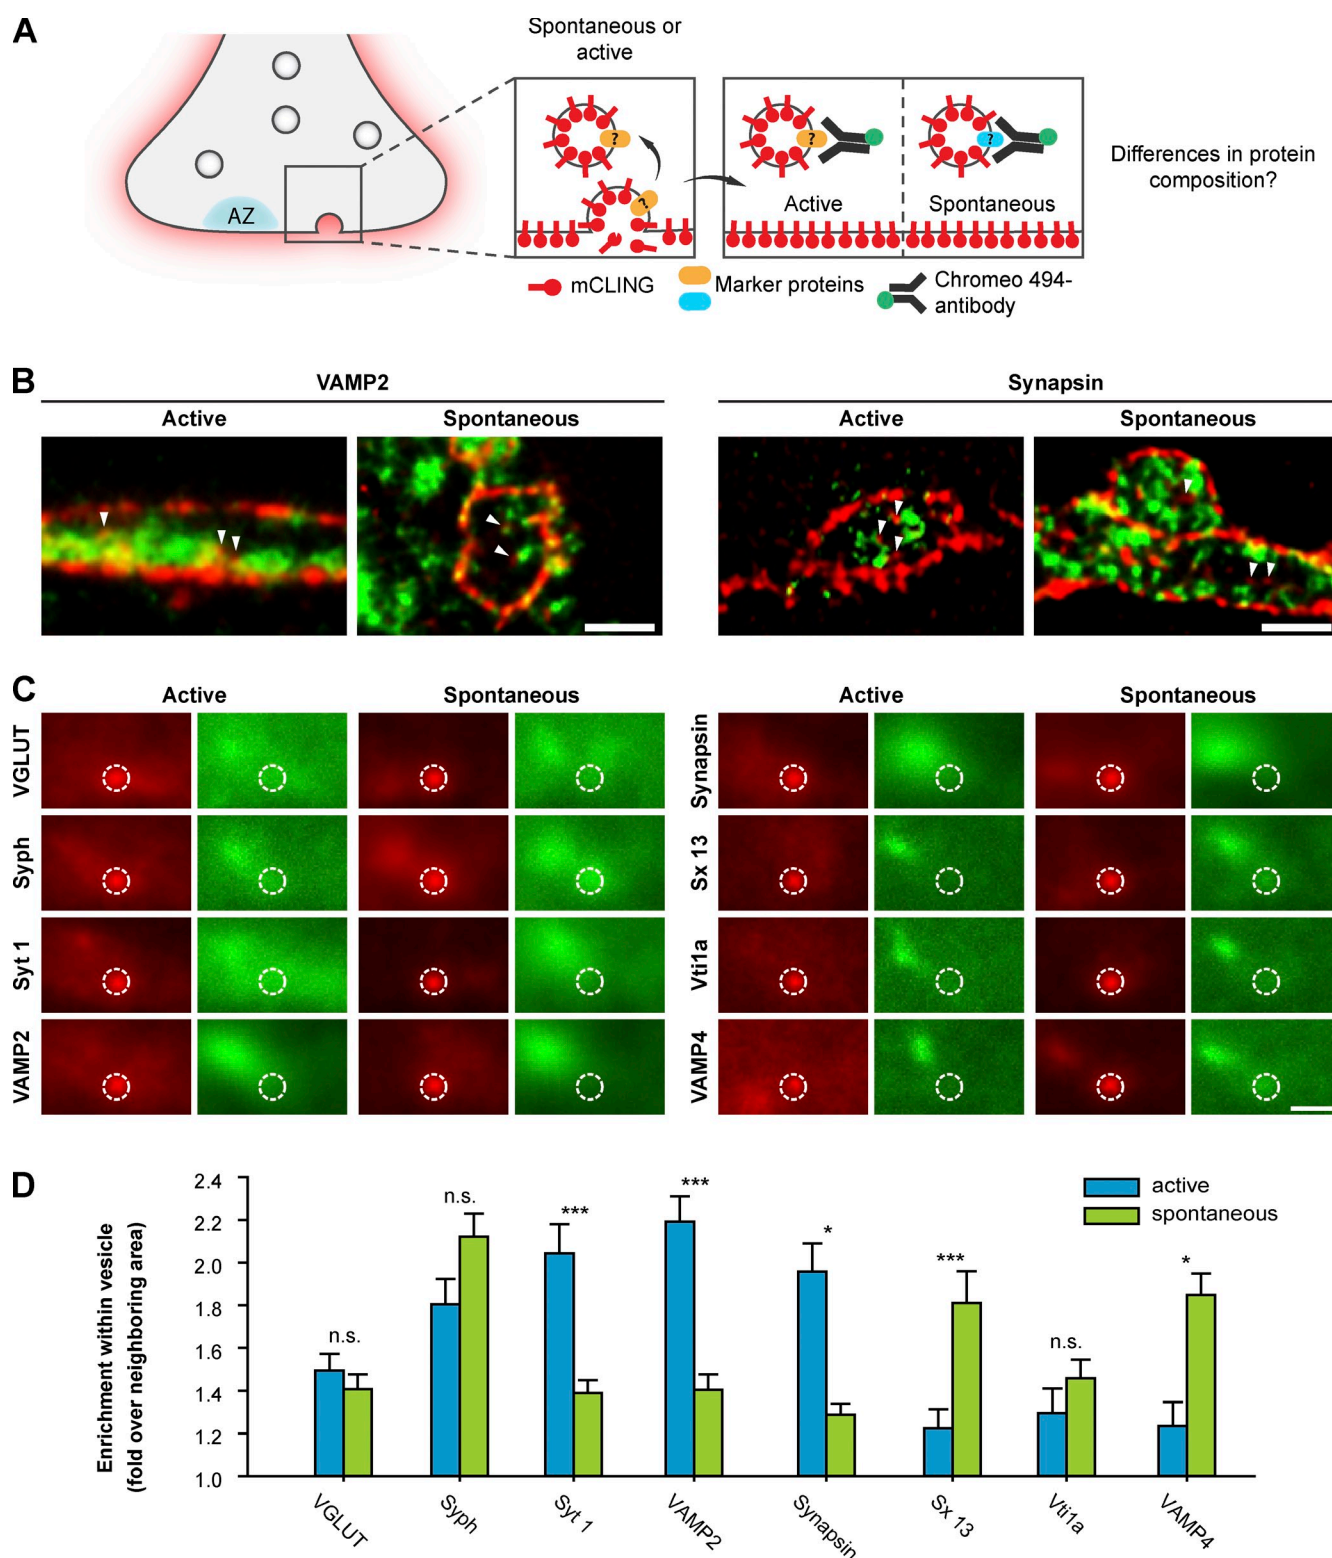 A
Spontaneous or
active
AZ
?
?
?
?
Active
Spontaneous
Differences in protein
composition?
mCLING
Marker proteins
Chromeo 494-
antibody
B
VAMP2
Synapsin
Active
Spontaneous
Active
Spontaneous
C
Active
Spontaneous
Active
Spontaneous
VGLUT
Synapsin
Syph
Sx 13
Syt 1
Vti1a
VAMP2
VAMP4
D
Enrichment within vesicle
(fold over neighboring area)
2.4
2.2
2.0
1.8
1.6
1.4
1.2
1.0
n.s.
n.s.
***
***
*
***
n.s.
*
active
spontaneous
VGLUT
Syph
Syt 1
VAMP2
Synapsin
Sx 13
Vti1a
VAMP4